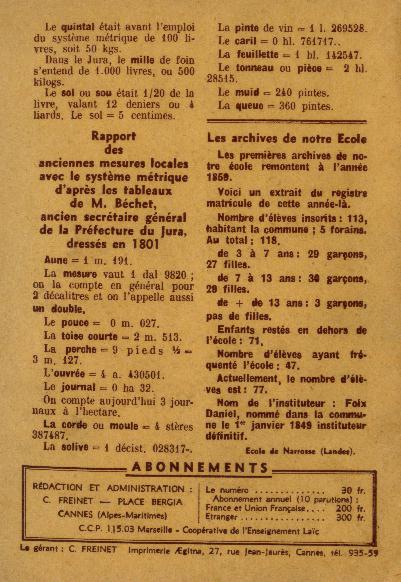 Le quintal était avant l'emploi
du système métrique de 100 li-
vres, soit 50 kgs.
Dans le Jura, le mille de foin
s'entend de 1.000 livres, ou 500
kilogs.
Le sol ou sou était 1/20 de la
livre, valant 12 deniers ou 4
liards. Le sol = 5 centimes.
Rapport
des
anciennes mesures locales
avec le système métrique
d'après les tableaux
de M. Béchet,
ancien secrétaire général
de la Préfecture du Jura,
dressés en 1801
Aune = 1 m. 191.
La mesure vaut 1 dal 9820 ;
on la compte en général pour
2 décalitres et on l'appelle aussi
un double.
Le pouce = 0 m. 027.
La toise courte = 2 m. 513.
La perche = 9 pieds ½ =
3 m. 127.
L'ouvrée = 4 a. 430501.
Le journal = 0 ha 32.
On compte aujourd'hui 3 jour-
naux à l'hectare.
La corde ou moule = 4 stères
387487.
La solive = 1 décist. 028317-.
La pinte de vin = 1 l. 269528.
Le caril = 0 hl. 761717..
La feuillette = 1 hl. 142547.
Le tonneau ou pièce = 2 hl.
28515.
Le muid = 240 pintes.
La queue = 360 pintes.
Les archives de notre Ecole
Les premières archives de no-
tre école remontent à l'année
1859.
Voici un extrait du registre
matricule de cette année-là.
Nombre d'élèves inscrits : 113,
habitant la commune ; 5 forains.
Au total : 118.
de 3 à 7 ans : 29 garçons,
27 filles.
de 7 à 13 ans : 30 garçons,
29 filles.
de + de 13 ans : 3 garçons,
pas de filles.
Enfants restés en dehors de
l'école : 71.
Nombre d'élèves ayant fré-
quenté l'école : 47.
Actuellement, le nombre d'élè-
ves est : 77.
Nom de l'instituteur : Foix
Daniel, nommé dans la commu-
ne le 1er janvier 1849 instituteur
définitif.
Ecole de Narrosse (Landes).
ABONNEMENTS
RÉDACTION ET ADMINISTRATION :
C. FREINET — PLACE BERGIA
CANNES (Alpes-Maritimes)
Le numéro .............. 30 fr.
Abonnement annuel (10 parutions) :
France et Union Française.... 200 fr.
Etranger ................ 300 fr.
C.C.P. 115.03 Marseille - Coopérative de l'Enseignement Laïc
Le gérant : C. FREINET Imprimerie Ægitna, 27, rue Jean-Jaurès, Cannes, tél. 935-59